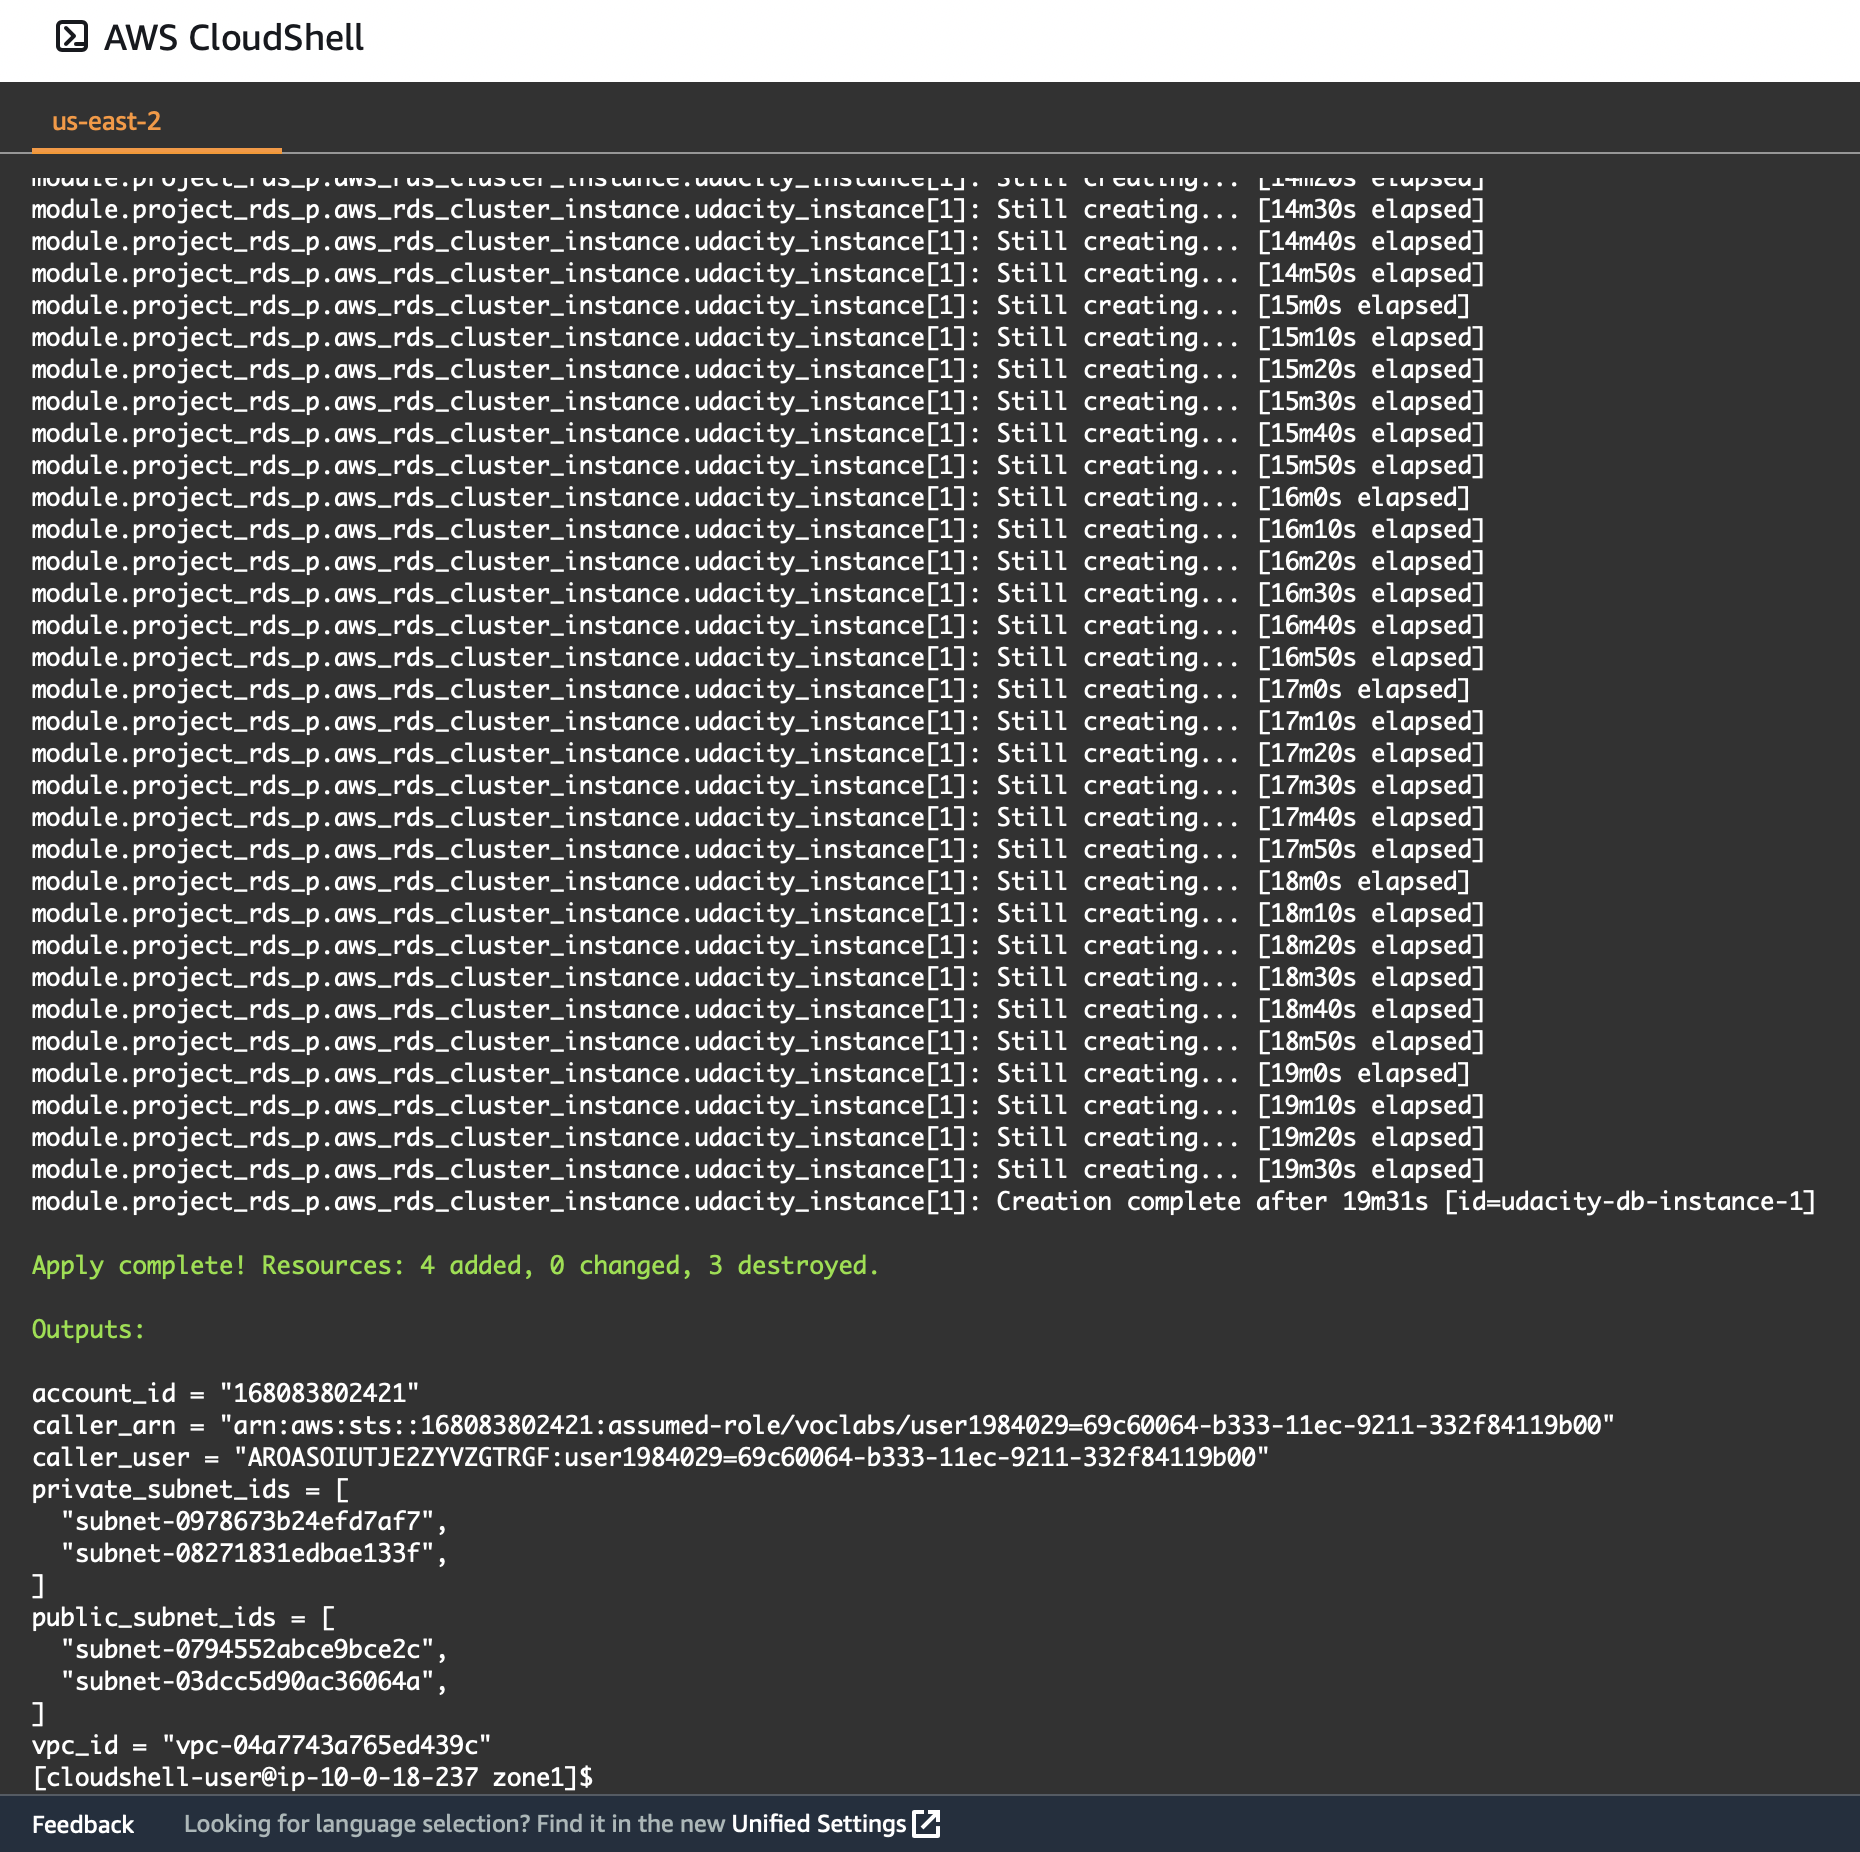 AWS CloudShell
us-east-2
module.project_rds_p.aws_rds_cluster_instance.udacity_instance[1]: Still creating... [14m20s elapsed]
module.project_rds_p.aws_rds_cluster_instance.udacity_instance[1]: Still creating... [14m30s elapsed]
module.project_rds_p.aws_rds_cluster_instance.udacity_instance[1]: Still creating... [14m40s elapsed]
module.project_rds_p.aws_rds_cluster_instance.udacity_instance[1]: Still creating... [14m50s elapsed]
module.project_rds_p.aws_rds_cluster_instance.udacity_instance[1]: Still creating... [15m0s elapsed]
module.project_rds_p.aws_rds_cluster_instance.udacity_instance[1]: Still creating... [15m10s elapsed]
module.project_rds_p.aws_rds_cluster_instance.udacity_instance[1]: Still creating... [15m20s elapsed]
module.project_rds_p.aws_rds_cluster_instance.udacity_instance[1]: Still creating... [15m30s elapsed]
module.project_rds_p.aws_rds_cluster_instance.udacity_instance[1]: Still creating... [15m40s elapsed]
module.project_rds_p.aws_rds_cluster_instance.udacity_instance[1]: Still creating... [15m50s elapsed]
module.project_rds_p.aws_rds_cluster_instance.udacity_instance[1]: Still creating... [16m0s elapsed]
module.project_rds_p.aws_rds_cluster_instance.udacity_instance[1]: Still creating... [16m10s elapsed]
module.project_rds_p.aws_rds_cluster_instance.udacity_instance[1]: Still creating... [16m20s elapsed]
module.project_rds_p.aws_rds_cluster_instance.udacity_instance[1]: Still creating... [16m30s elapsed]
module.project_rds_p.aws_rds_cluster_instance.udacity_instance[1]: Still creating... [16m40s elapsed]
module.project_rds_p.aws_rds_cluster_instance.udacity_instance[1]: Still creating... [16m50s elapsed]
module.project_rds_p.aws_rds_cluster_instance.udacity_instance[1]: Still creating... [17m0s elapsed]
module.project_rds_p.aws_rds_cluster_instance.udacity_instance[1]: Still creating... [17m10s elapsed]
module.project_rds_p.aws_rds_cluster_instance.udacity_instance[1]: Still creating... [17m20s elapsed]
module.project_rds_p.aws_rds_cluster_instance.udacity_instance[1]: Still creating... [17m30s elapsed]
module.project_rds_p.aws_rds_cluster_instance.udacity_instance[1]: Still creating... [17m40s elapsed]
module.project_rds_p.aws_rds_cluster_instance.udacity_instance[1]: Still creating... [17m50s elapsed]
module.project_rds_p.aws_rds_cluster_instance.udacity_instance[1]: Still creating... [18m0s elapsed]
module.project_rds_p.aws_rds_cluster_instance.udacity_instance[1]: Still creating... [18m10s elapsed]
module.project_rds_p.aws_rds_cluster_instance.udacity_instance[1]: Still creating... [18m20s elapsed]
module.project_rds_p.aws_rds_cluster_instance.udacity_instance[1]: Still creating... [18m30s elapsed]
module.project_rds_p.aws_rds_cluster_instance.udacity_instance[1]: Still creating... [18m40s elapsed]
module.project_rds_p.aws_rds_cluster_instance.udacity_instance[1]: Still creating... [18m50s elapsed]
module.project_rds_p.aws_rds_cluster_instance.udacity_instance[1]: Still creating... [19m0s elapsed]
module.project_rds_p.aws_rds_cluster_instance.udacity_instance[1]: Still creating... [19m10s elapsed]
module.project_rds_p.aws_rds_cluster_instance.udacity_instance[1]: Still creating... [19m20s elapsed]
module.project_rds_p.aws_rds_cluster_instance.udacity_instance[1]: Still creating... [19m30s elapsed]
module.project_rds_p.aws_rds_cluster_instance.udacity_instance[1]: Creation complete after 19m31s [id=udacity-db-instance-1]
Apply complete! Resources: 4 added, 0 changed, 3 destroyed.
Outputs:
account_id = "168083802421"
caller_arn = "arn:aws:sts::168083802421:assumed-role/voclabs/user1984029=69c60064-b333-11ec-9211-332f84119b00"
caller_user = "AROASOIUTJE2ZYVZGTRGF:user1984029=69c60064-b333-11ec-9211-332f84119b00"
private_subnet_ids = [
"subnet-0978673b24efd7af7",
"subnet-08271831edbae133f",
]
public_subnet_ids = [
"subnet-0794552abce9bce2c",
"subnet-03dcc5d90ac36064a",
]
vpc_id = "vpc-04a7743a765ed439c"
[cloudshell-user@ip-10-0-18-237 zone1]$
Feedback Looking for language selection? Find it in the new Unified Settings